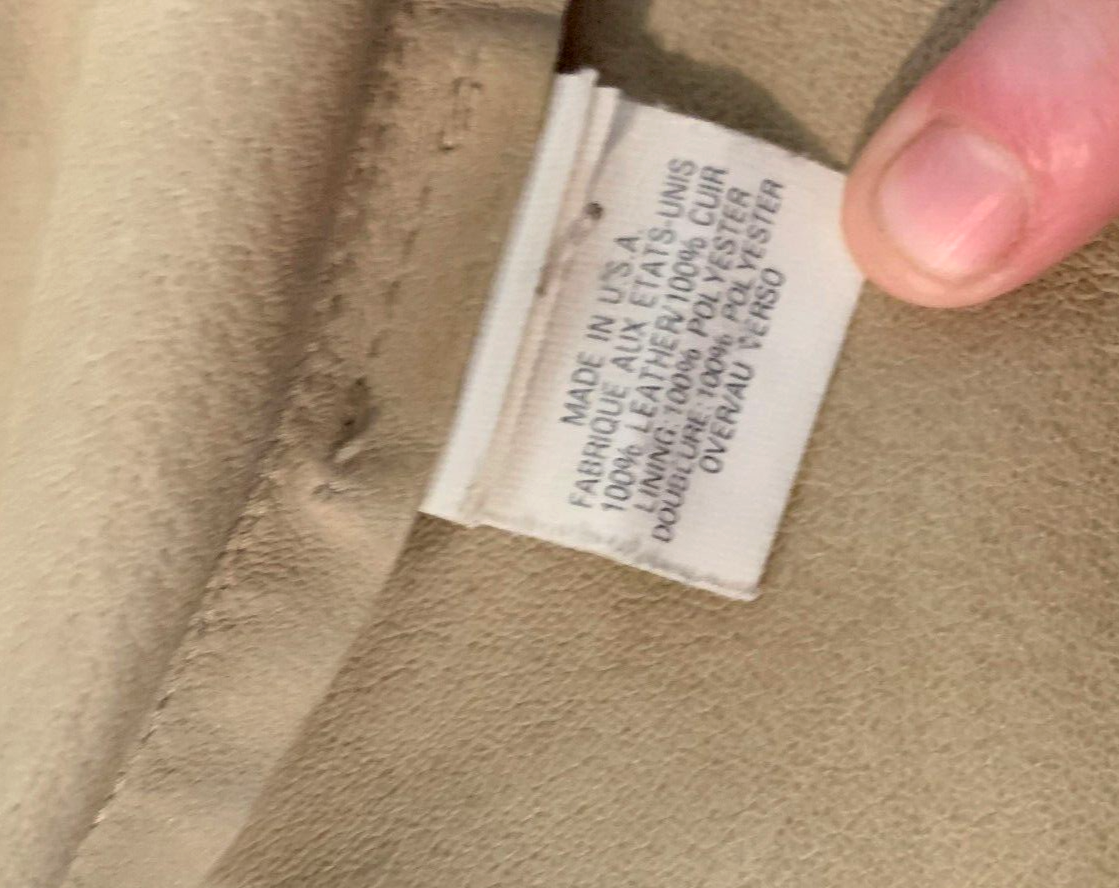 MADE IN U.S.A.
FABRIQUE AUX ETATS-UNIS
100% LEATHER/100% CUIR
LINING: 100% POLYESTER
DOUBLURE: 100% POLYESTER
OVER/AU VERSO